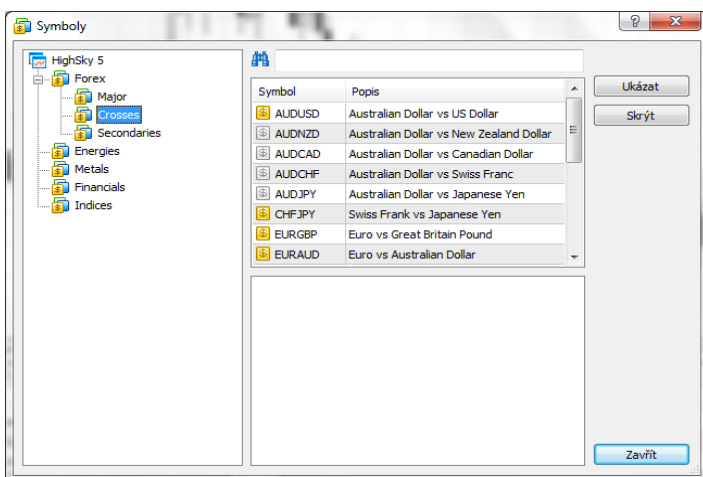 Symboly
HighSky 5
Forex
Major
Crosses
Secondaries
Energies
Metals
Financials
Indices
Symbol Popis
AUDUSD Australian Dollar vs US Dollar
AUDNZD Australian Dollar vs New Zealand Dollar
AUDCAD Australian Dollar vs Canadian Dollar
AUDCHF Australian Dollar vs Swiss Franc
AUDJPY Australian Dollar vs Japanese Yen
CHFJPY Swiss Frank vs Japanese Yen
EURGBP Euro vs Great Britain Pound
EURAUD Euro vs Australian Dollar
Ukázat
Skrýt
Zavřít